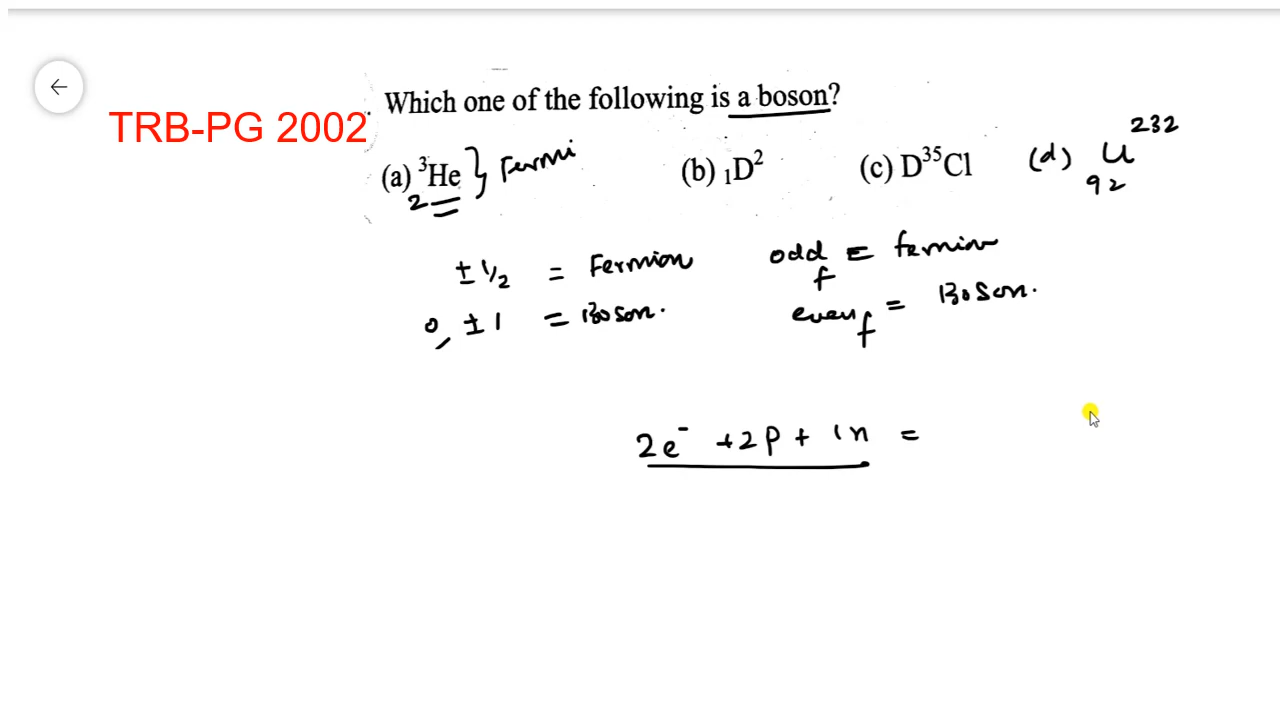 . Which one of the following is a boson?
TRB-PG 2002
(a) ³He } Fermi (b) ₁D² (c) D³⁵Cl (d) U 232
2 92
± 1/2 = Fermion odd f = fermion
0, ± 1 = Boson. even f = Boson.
2e⁻ + 2P + 1n =